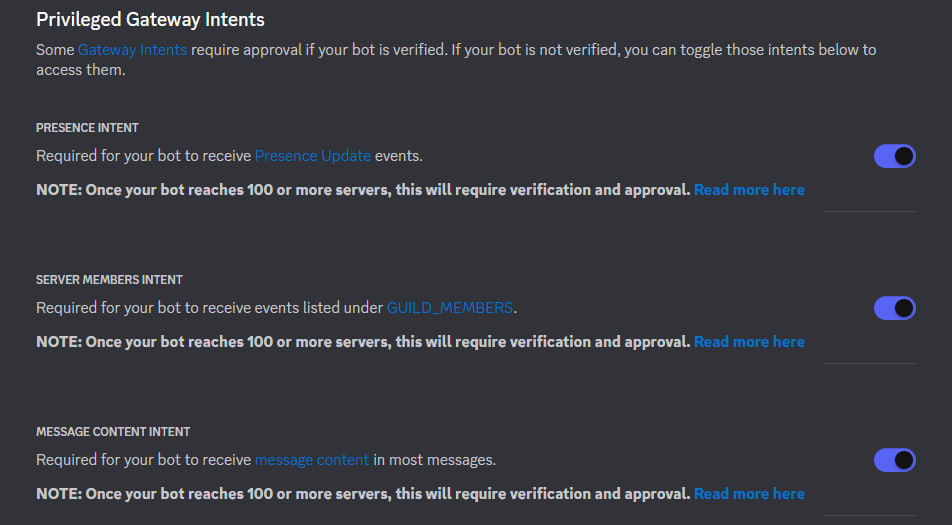 Privileged Gateway Intents
Some Gateway Intents require approval if your bot is verified. If your bot is not verified, you can toggle those intents below to
access them.
PRESENCE INTENT
Required for your bot to receive Presence Update events.
NOTE: Once your bot reaches 100 or more servers, this will require verification and approval. Read more here
SERVER MEMBERS INTENT
Required for your bot to receive events listed under GUILD_MEMBERS.
NOTE: Once your bot reaches 100 or more servers, this will require verification and approval. Read more here
MESSAGE CONTENT INTENT
Required for your bot to receive message content in most messages.
NOTE: Once your bot reaches 100 or more servers, this will require verification and approval. Read more here